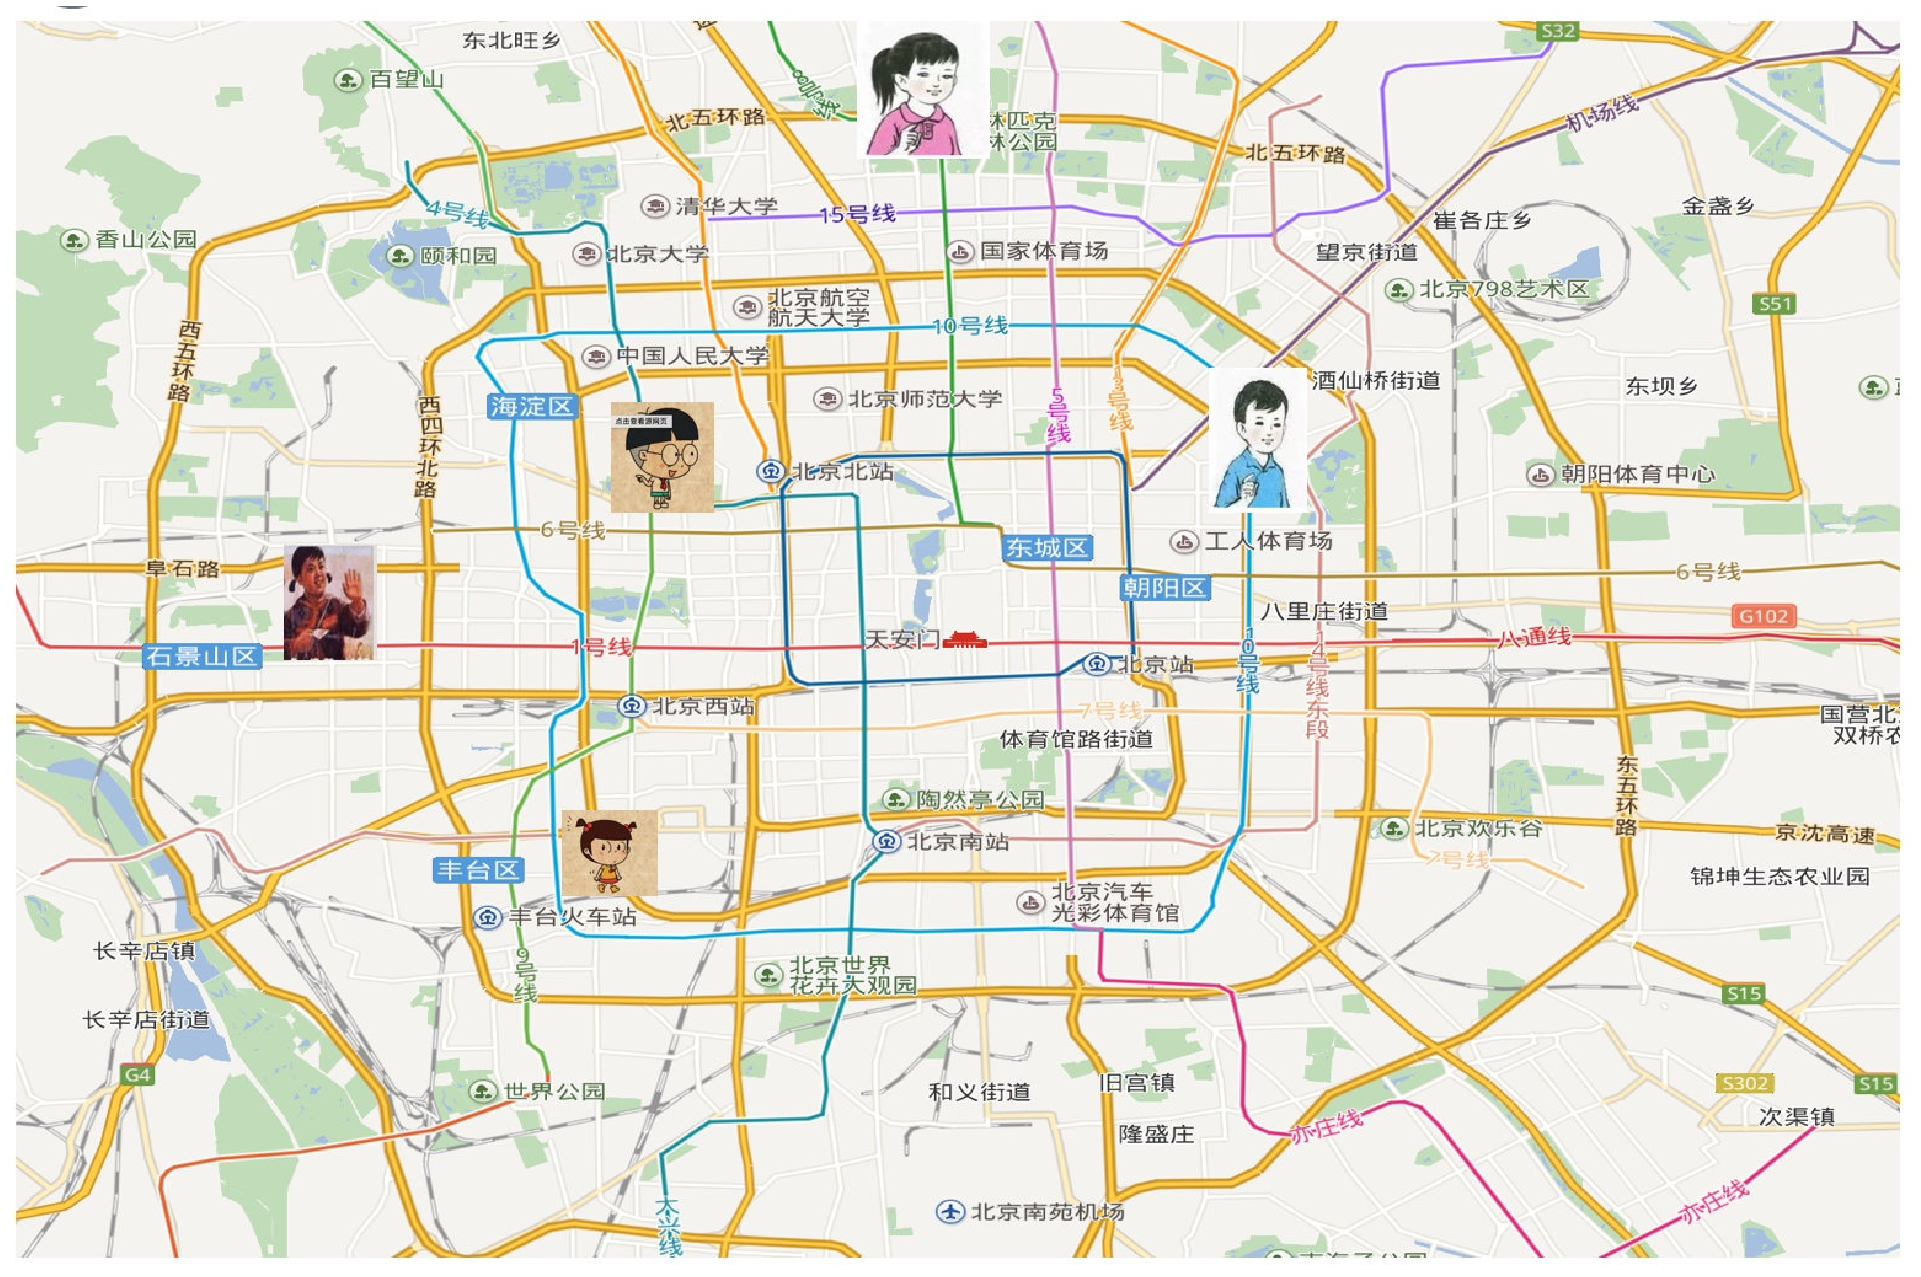 东北旺乡
S32
百望山
8号线
机场线
北五环路
林匹克
林公园
北五环路
4号线
清华大学
15号线
金盏乡
崔各庄乡
香山公园
颐和园
北京大学
国家体育场
望京街道
北京798艺术区
北京航空
航天大学
S51
10号线
西五环路
中国人民大学
酒仙桥街道
东坝乡
13号线
海淀区
西四环北路
北京师范大学
5号线
点击查看源网页
北京北站
朝阳体育中心
6号线
东城区
工人体育场
阜石路
6号线
朝阳区
八里庄街道
G102
天安门
1号线
石景山区
八通线
10号线
14号线东段
北京站
北京西站
7号线
国营北
双桥农
体育馆路街道
东五环路
陶然亭公园
北京欢乐谷
京沈高速
北京南站
7号线
丰台区
锦坤生态农业园
北京汽车
光彩体育馆
丰台火车站
长辛店镇
9号线
北京世界
花卉大观园
S15
长辛店街道
G4
世界公园
和义街道
旧宫镇
S302
S15
次渠镇
亦庄线
隆盛庄
大兴线
亦庄线
北京南苑机场